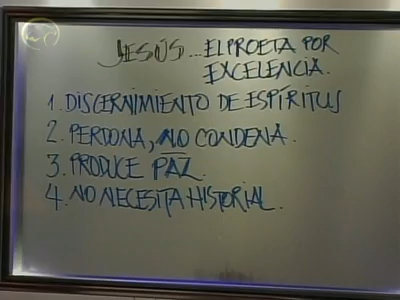 JESÚS... EL PROETA POR
EXCELENCIA.
1. DISCERNIMIENTO DE ESPÍRITUS
2. PERDONA, NO CONDENA.
3. PRODUCE PAZ.
4. NO NECESITA HISTORIAL.